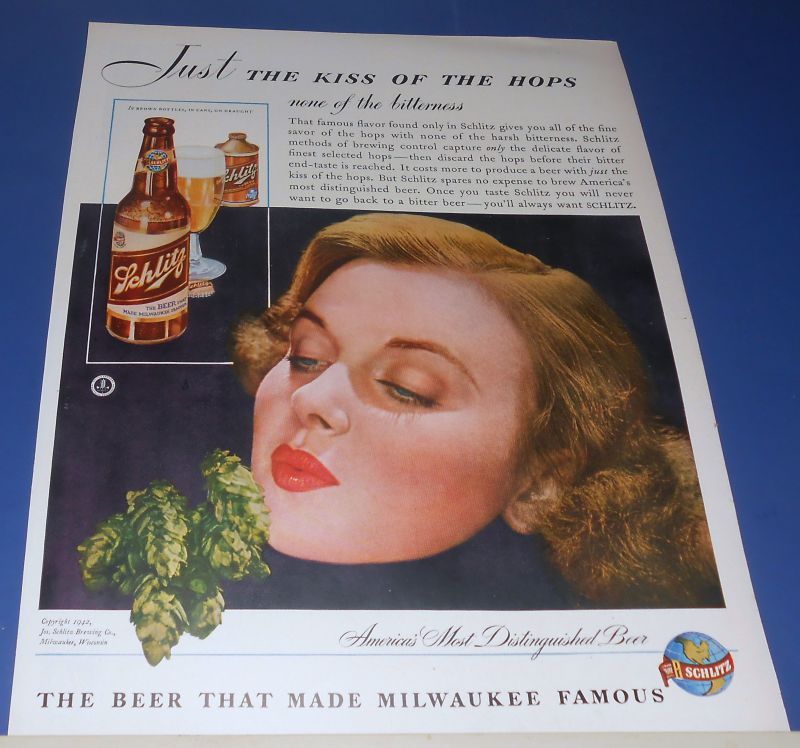 Just THE KISS OF THE HOPS
none of the bitterness
That famous flavor found only in Schlitz gives you all of the fine
savor of the hops with none of the harsh bitterness. Schlitz
methods of brewing control capture only the delicate flavor of
finest selected hops—then discard the hops before their bitter
end-taste is reached. It costs more to produce a beer with just the
kiss of the hops. But Schlitz spares no expense to brew America's
most distinguished beer. Once you taste Schlitz you will never
want to go back to a bitter beer—you'll always want SCHLITZ.
IN BROWN BOTTLES, IN CANS, ON DRAUGHT
Schlitz
Schlitz
THE BEER THAT
MADE MILWAUKEE FAMOUS
Schlitz
Copyright 1942,
Jos. Schlitz Brewing Co.,
Milwaukee, Wisconsin
America's Most Distinguished Beer
SCHLITZ
THE BEER THAT MADE MILWAUKEE FAMOUS